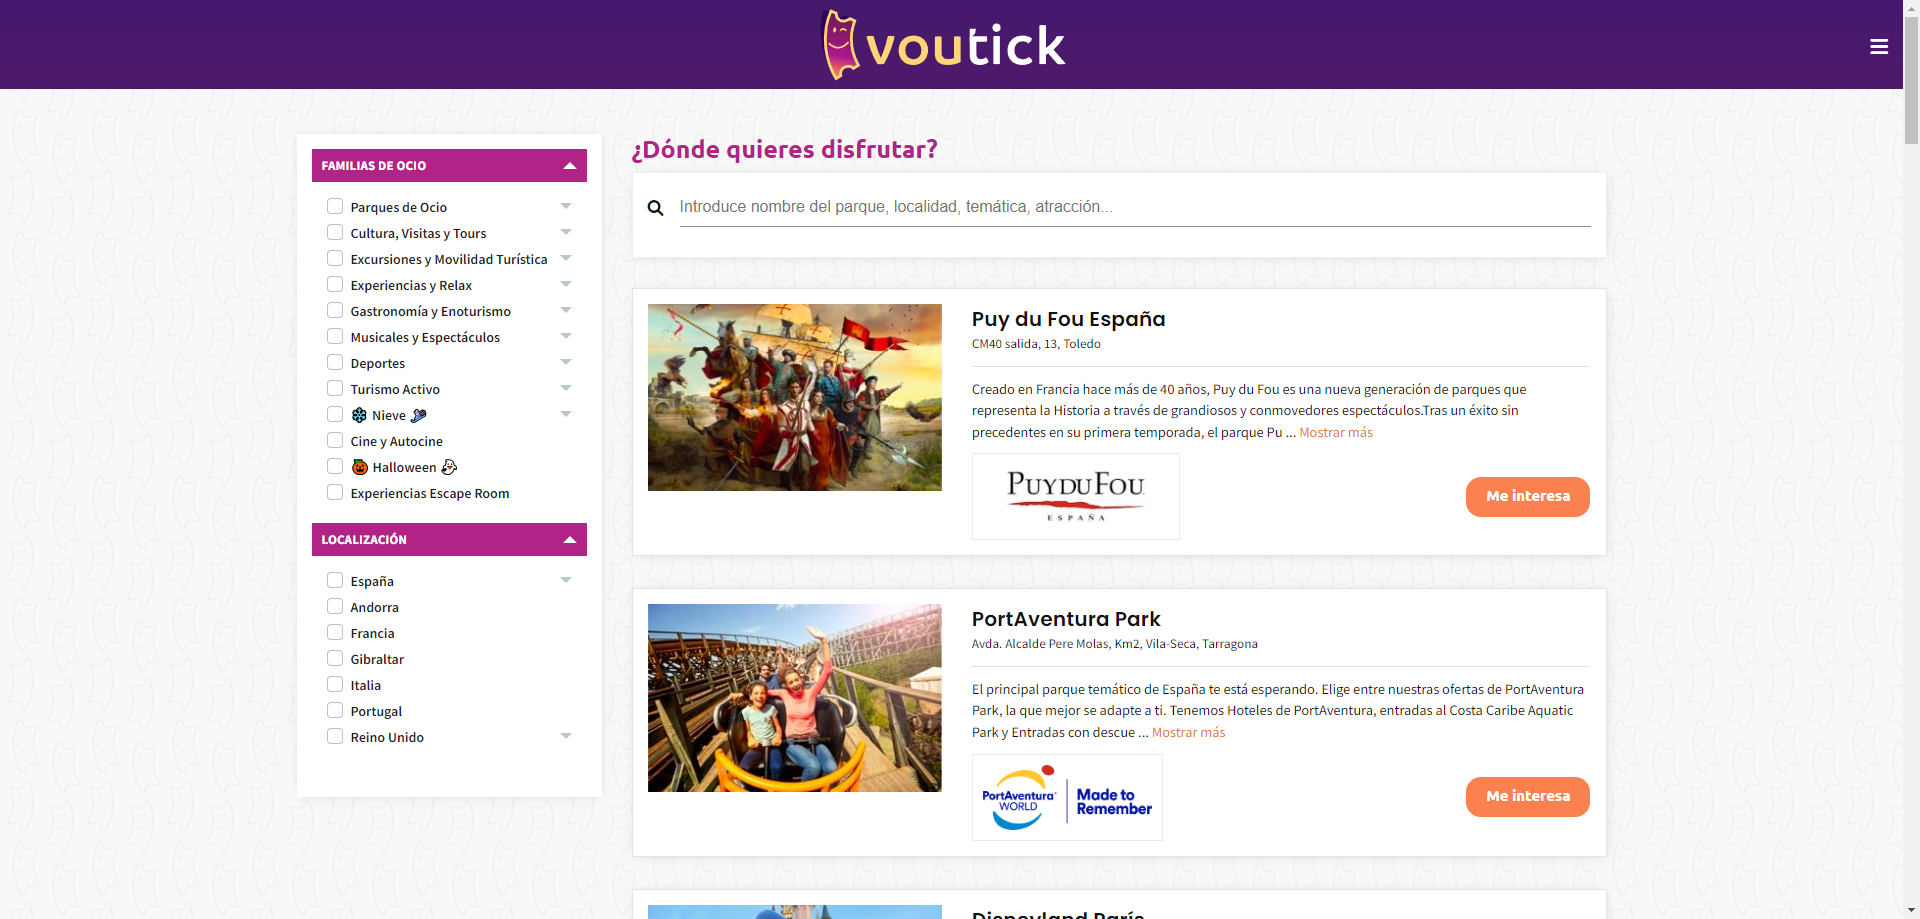 voutick
FAMILIAS DE OCIO
Parques de Ocio
Cultura, Visitas y Tours
Excursiones y Movilidad Turística
Experiencias y Relax
Gastronomía y Enoturismo
Musicales y Espectáculos
Deportes
Turismo Activo
Nieve
Cine y Autocine
Halloween
Experiencias Escape Room
LOCALIZACIÓN
España
Andorra
Francia
Gibraltar
Italia
Portugal
Reino Unido
¿Dónde quieres disfrutar?
Introduce nombre del parque, localidad, temática, atracción...
Puy du Fou España
CM40 salida, 13, Toledo
Creado en Francia hace más de 40 años, Puy du Fou es una nueva generación de parques que
representa la Historia a través de grandiosos y conmovedores espectáculos.Tras un éxito sin
precedentes en su primera temporada, el parque Pu ... Mostrar más
PUY DU FOU
ESPAÑA
Me interesa
PortAventura Park
Avda. Alcalde Pere Molas, Km2, Vila-Seca, Tarragona
El principal parque temático de España te está esperando. Elige entre nuestras ofertas de PortAventura
Park, la que mejor se adapte a ti. Tenemos Hoteles de PortAventura, entradas al Costa Caribe Aquatic
Park y Entradas con descue ... Mostrar más
PortAventura
WORLD
Made to
Remember
Me interesa
Disneyland París